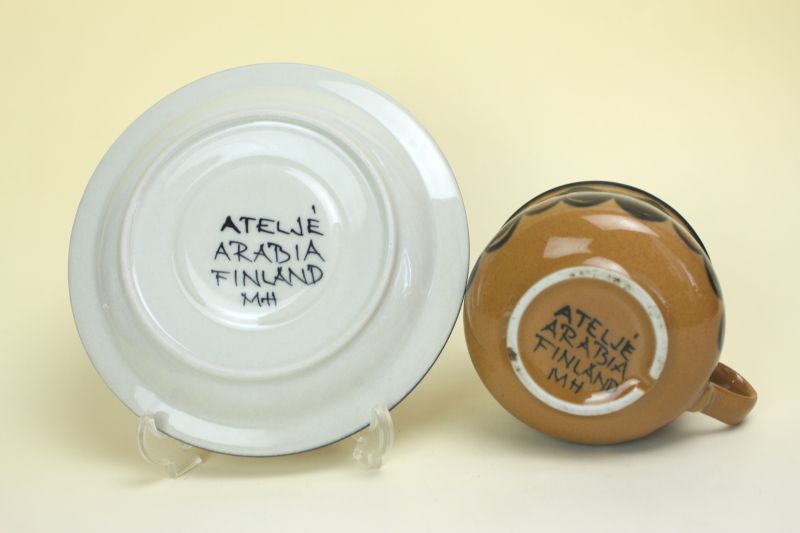 ATELJÉ
ARABIA
FINLAND
MH
ATELJÉ
ARABIA
FINLAND
MH